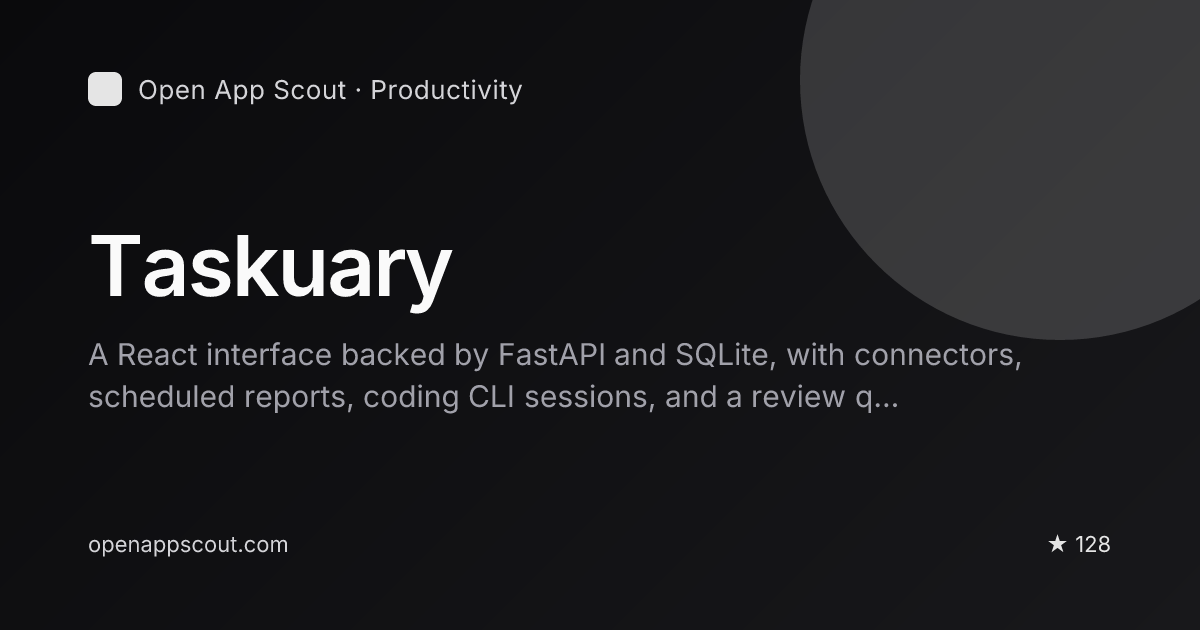 Open App Scout · Productivity
Taskuary
A React interface backed by FastAPI and SQLite, with connectors,
scheduled reports, coding CLI sessions, and a review q...
openappscout.com
★ 128